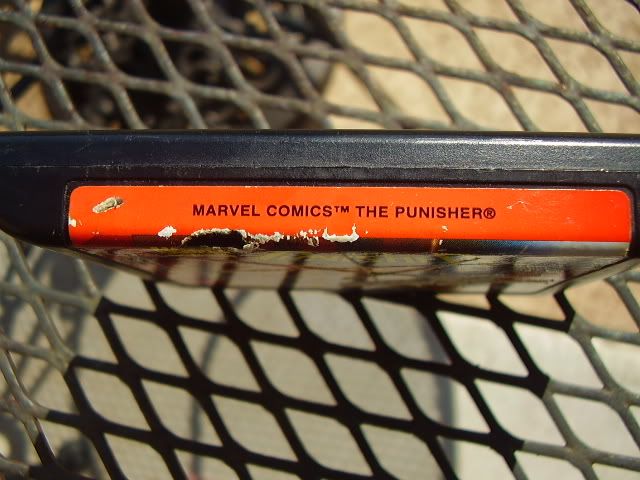 MARVEL COMICS™ THE PUNISHER®